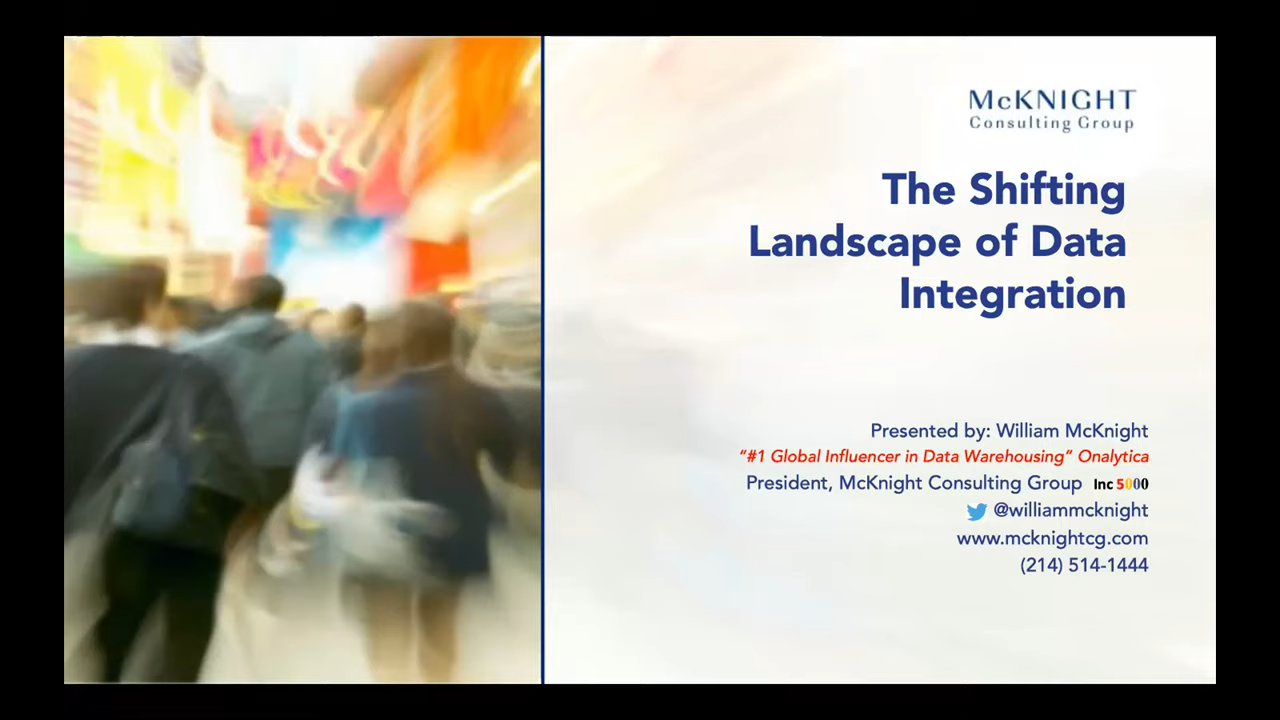 McKNIGHT
Consulting Group
The Shifting
Landscape of Data
Integration
Presented by: William McKnight
“#1 Global Influencer in Data Warehousing” Onalytica
President, McKnight Consulting Group Inc 5000
@williammcknight
www.mcknightcg.com
(214) 514-1444